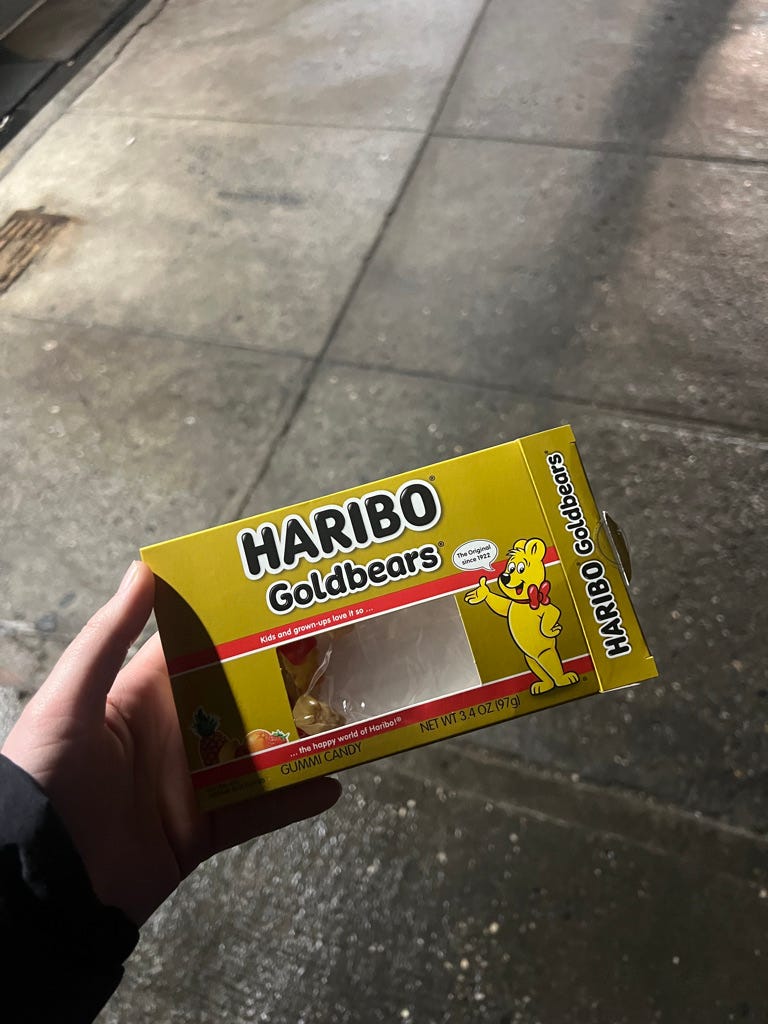 HARIBO®
Goldbears®
The Original
since 1922
Kids and grown-ups love it so ...
... the happy world of Haribo!®
GUMMI CANDY
NET WT 3.4 OZ (97g)
HARIBO Goldbears®